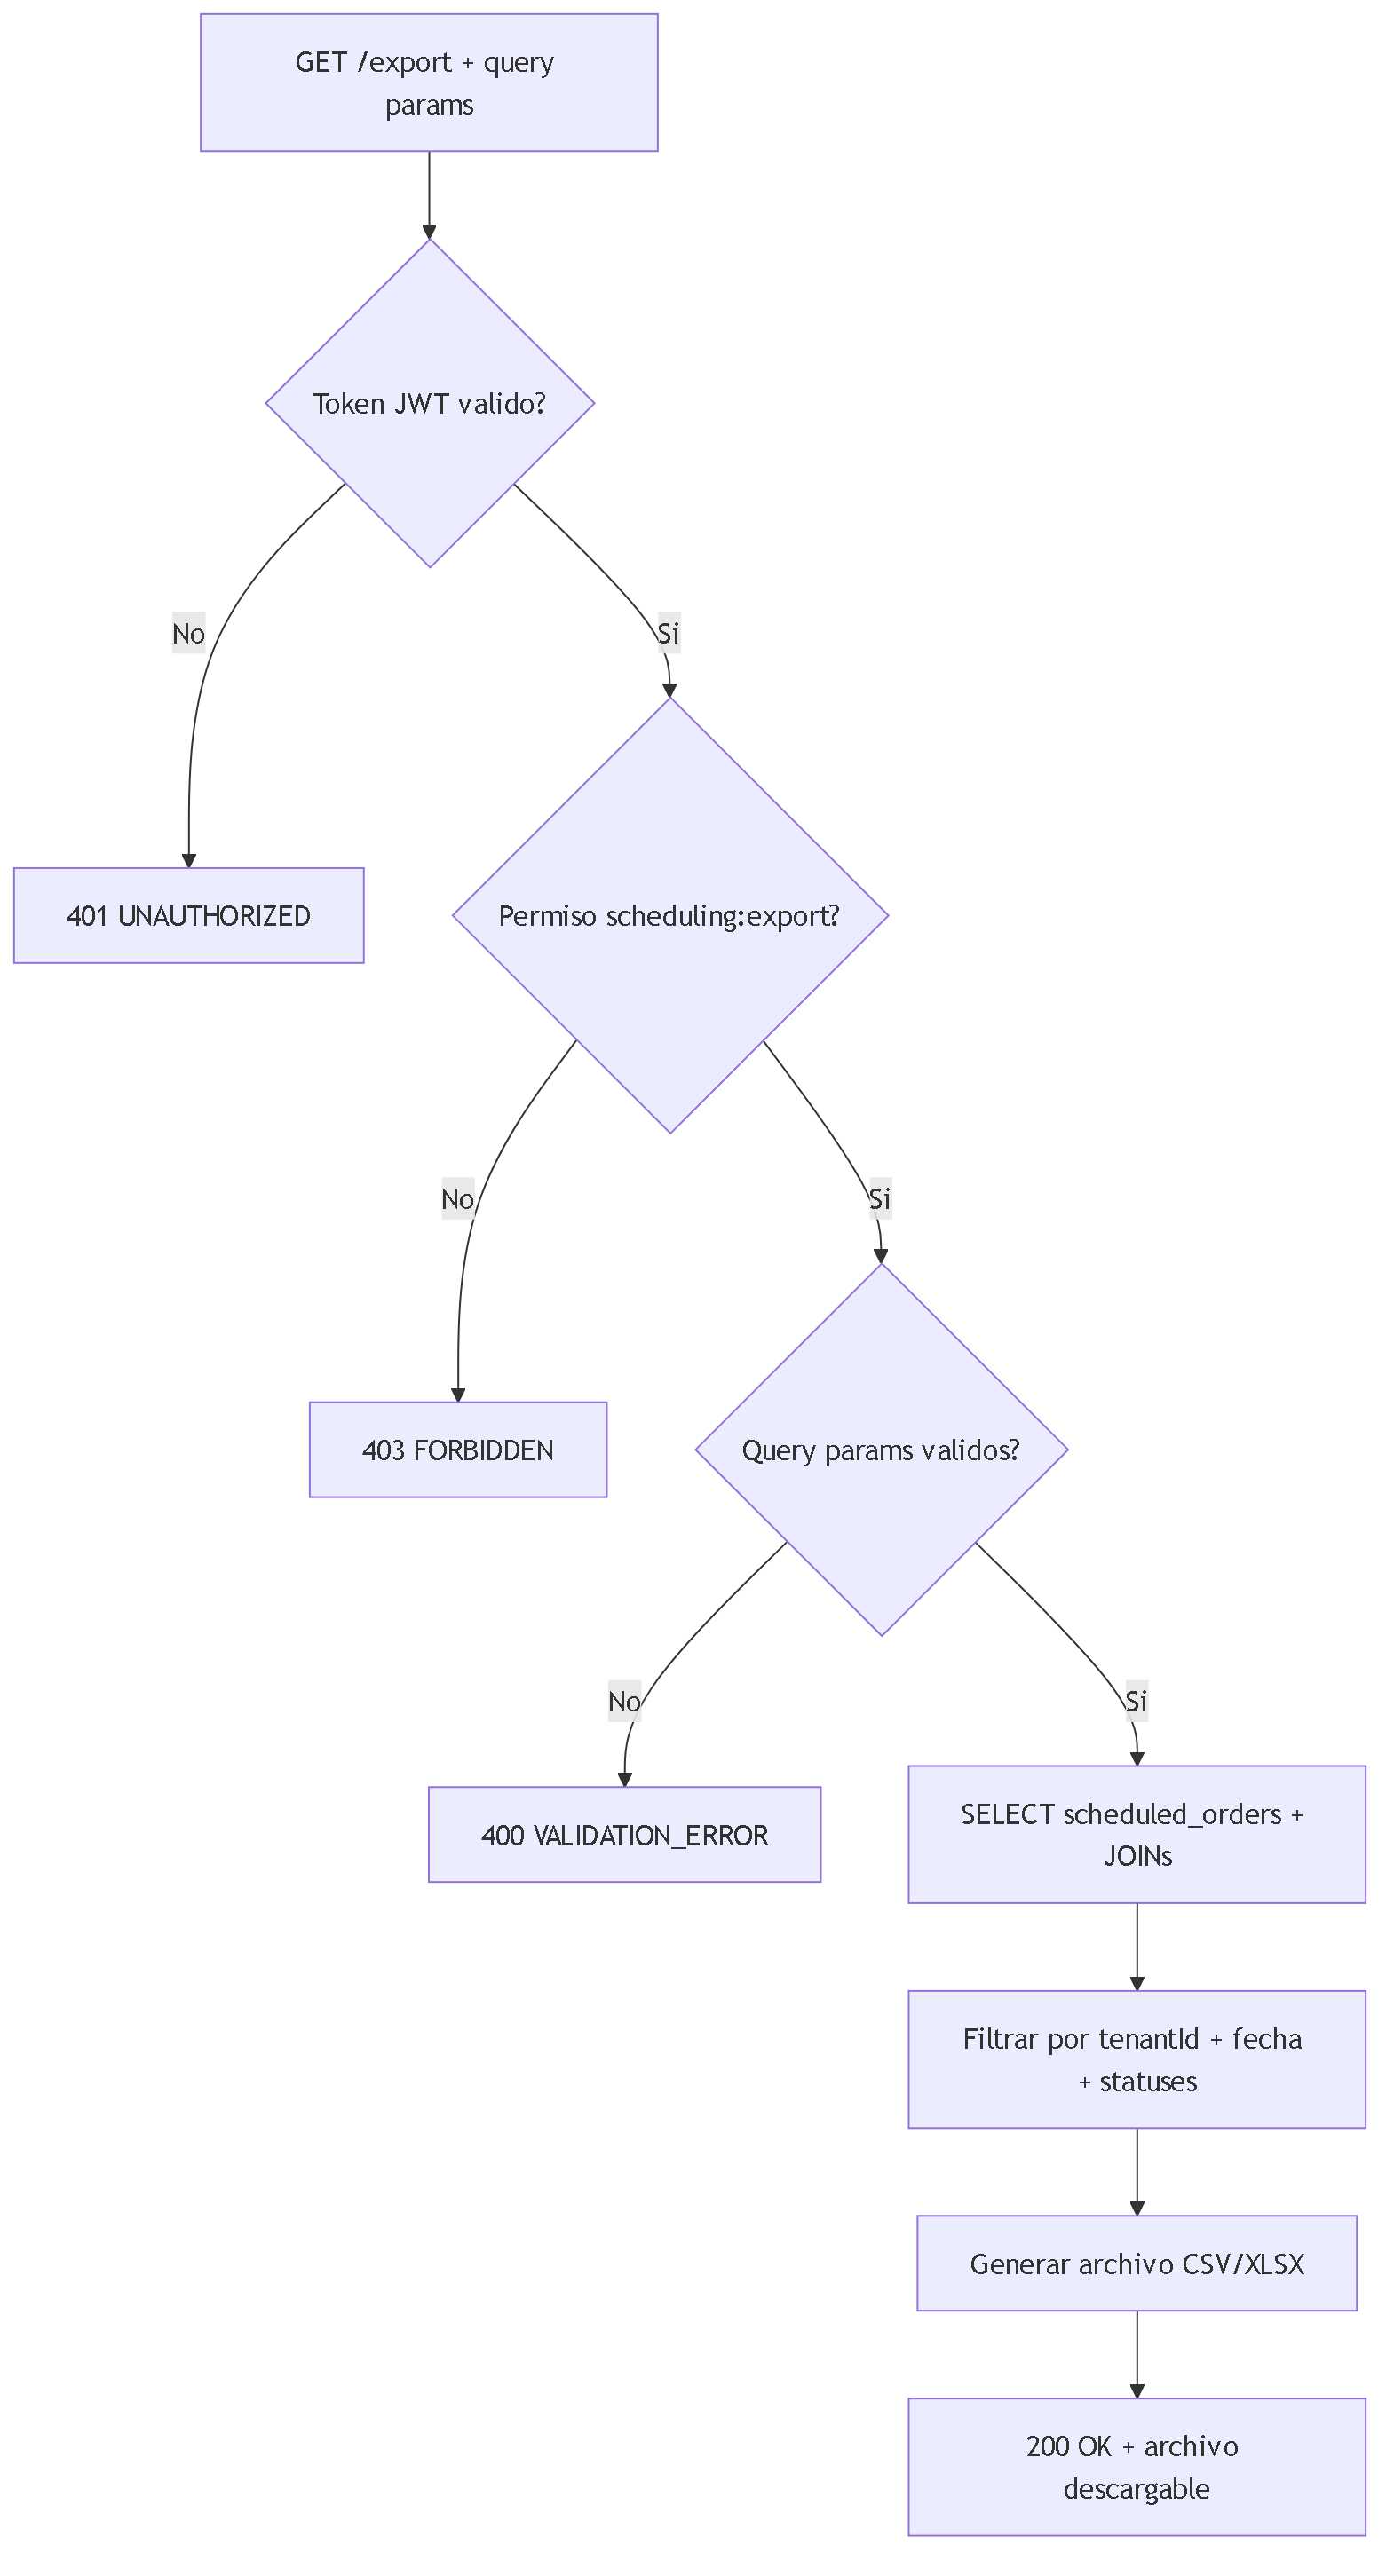 GET /export + query
params
Token JWT valido?
No
Si
401 UNAUTHORIZED
Permiso scheduling:export?
No
Si
403 FORBIDDEN
Query params validos?
No
Si
400 VALIDATION_ERROR
SELECT scheduled_orders +
JOINs
Filtrar por tenantId + fecha
+ statuses
Generar archivo CSV/XLSX
200 OK + archivo
descargable